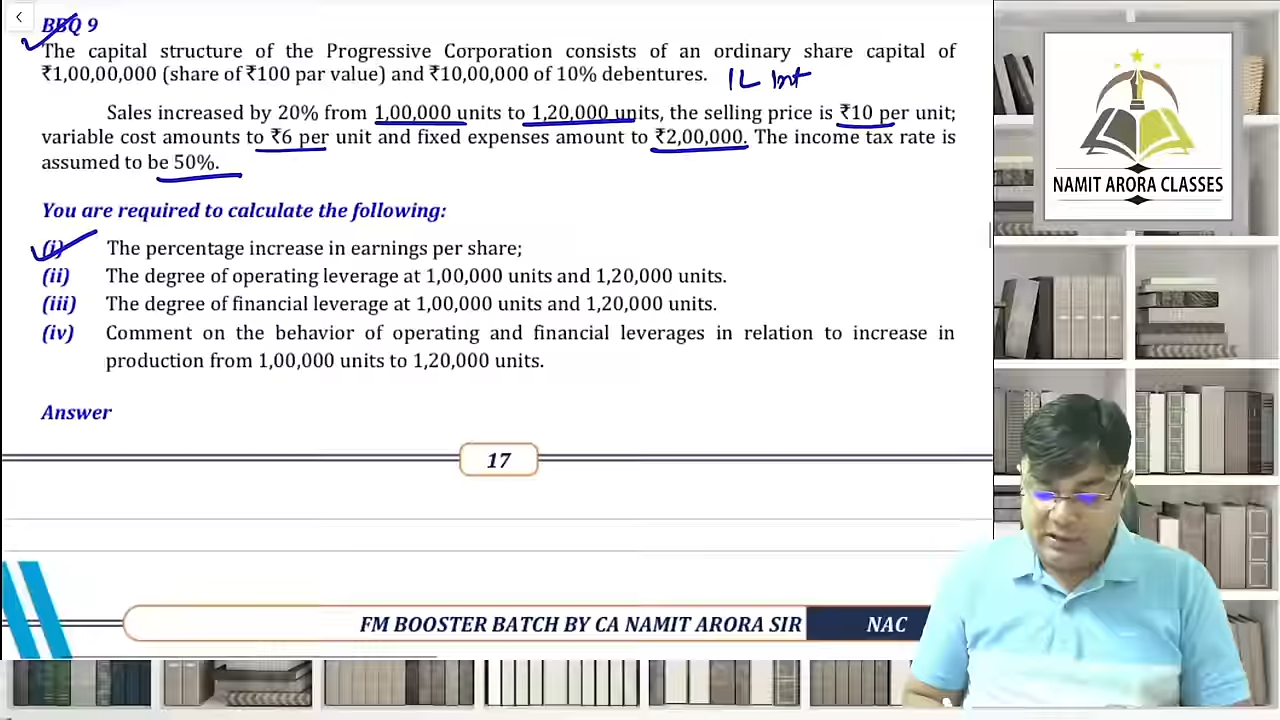 BBQ 9
The capital structure of the Progressive Corporation consists of an ordinary share capital of
₹1,00,00,000 (share of ₹100 par value) and ₹10,00,000 of 10% debentures. 1L Int
Sales increased by 20% from 1,00,000 units to 1,20,000 units, the selling price is ₹10 per unit;
variable cost amounts to ₹6 per unit and fixed expenses amount to ₹2,00,000. The income tax rate is
assumed to be 50%.
You are required to calculate the following:
(i) The percentage increase in earnings per share;
(ii) The degree of operating leverage at 1,00,000 units and 1,20,000 units.
(iii) The degree of financial leverage at 1,00,000 units and 1,20,000 units.
(iv) Comment on the behavior of operating and financial leverages in relation to increase in
production from 1,00,000 units to 1,20,000 units.
Answer
17
FM BOOSTER BATCH BY CA NAMIT ARORA SIR NAC
NAMIT ARORA CLASSES